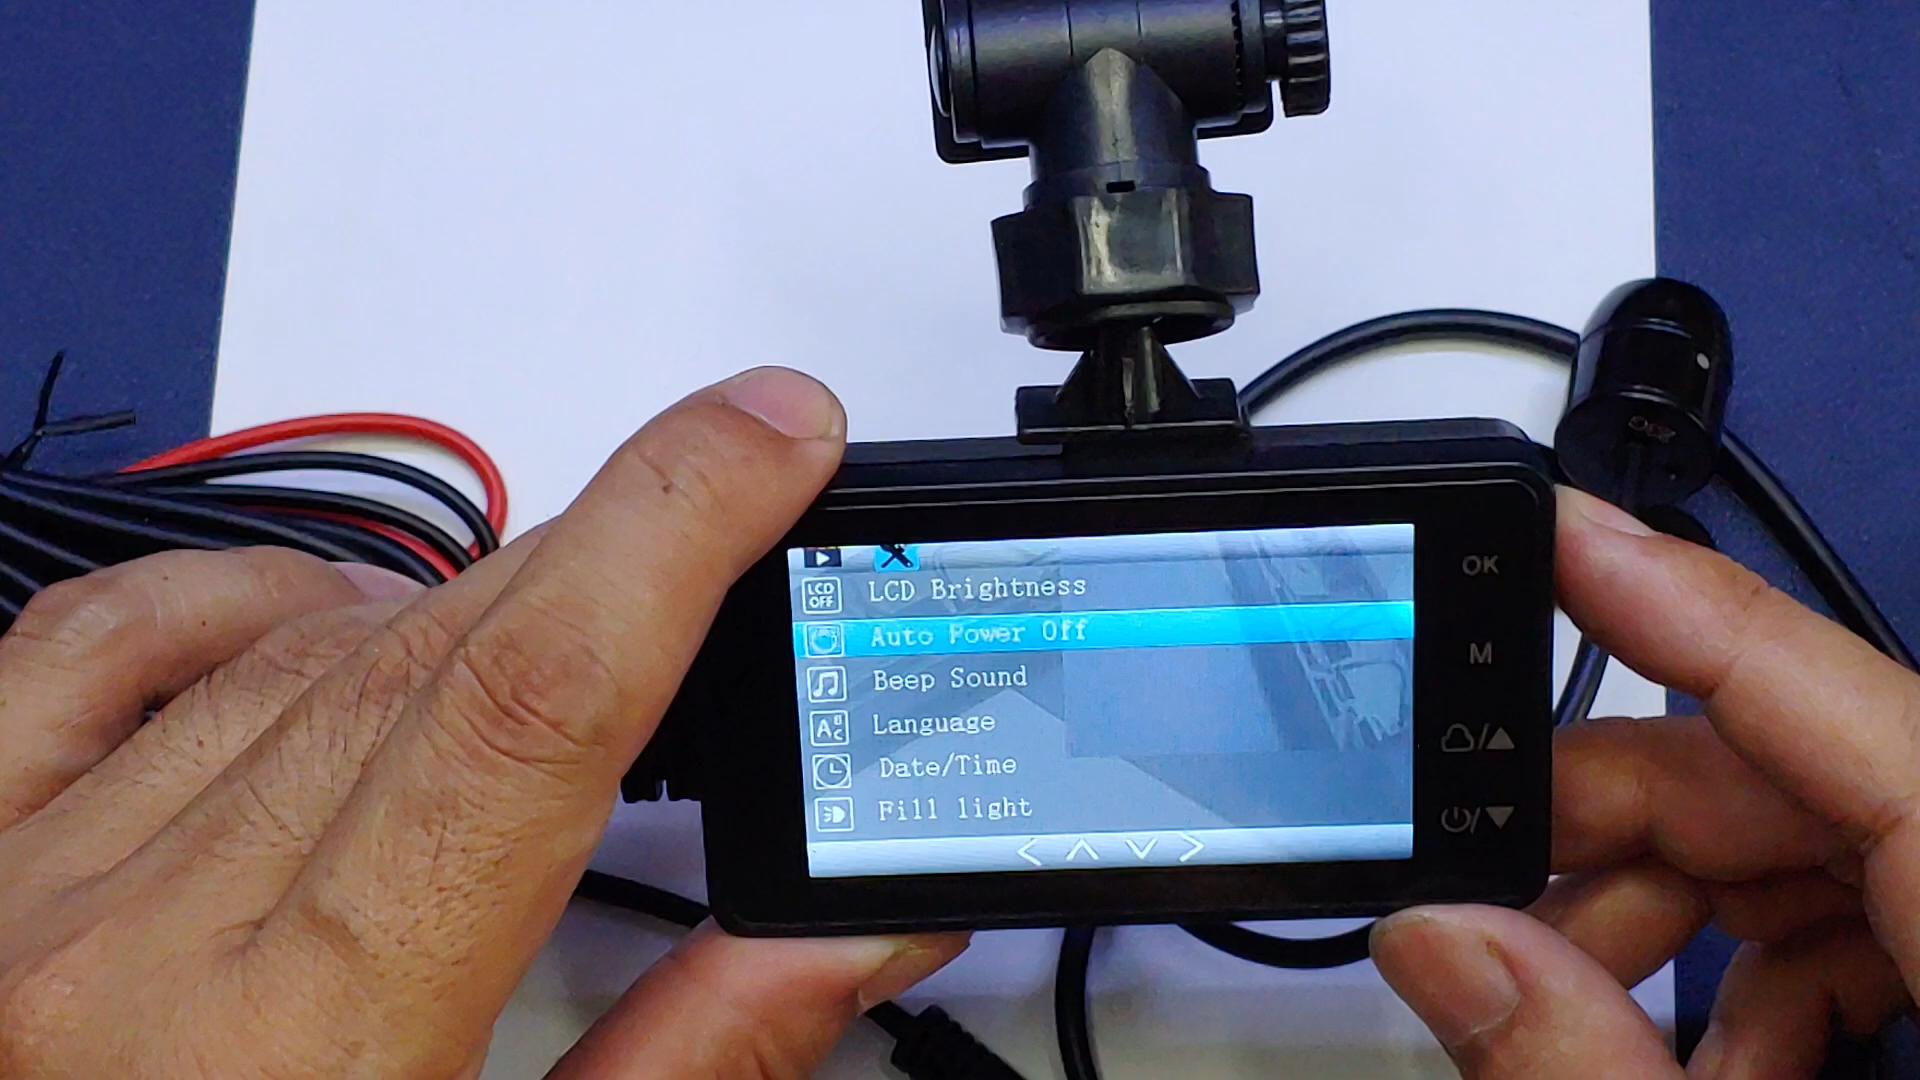 LCD OFF
LCD Brightness
Auto Power Off
Beep Sound
Language
Date/Time
Fill light
OK
M